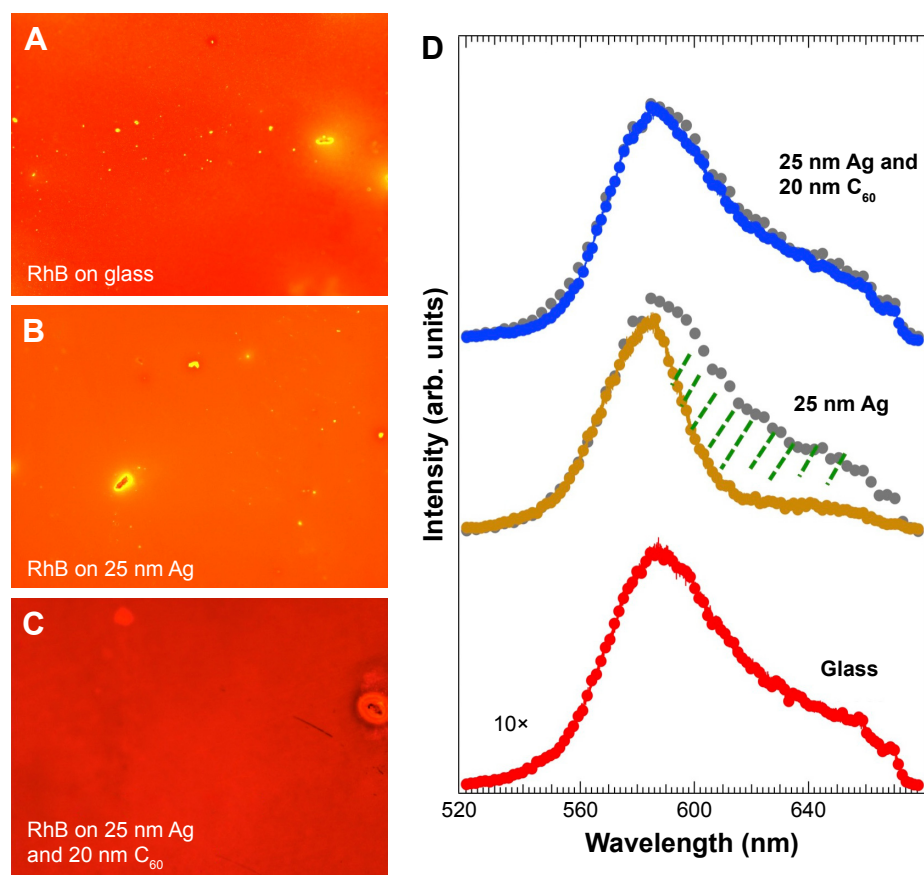 A
RhB on glass
B
RhB on 25 nm Ag
C
RhB on 25 nm Ag
and 20 nm C₆₀
D
Intensity (arb. units)
25 nm Ag and
20 nm C₆₀
25 nm Ag
Glass
10×
520 560 600 640
Wavelength (nm)